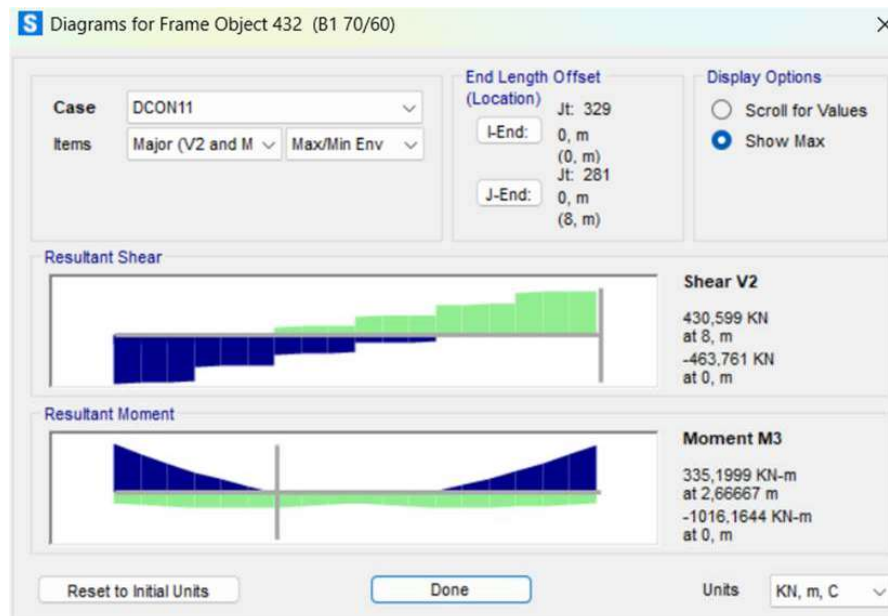 S Diagrams for Frame Object 432 (B1 70/60)
Case DCON11
Items Major (V2 and M Max/Min Env
End Length Offset
(Location)
Jt: 329
I-End: 0, m
(0, m)
Jt: 281
J-End: 0, m
(8, m)
Display Options
Scroll for Values
Show Max
Resultant Shear
Shear V2
430,599 KN
at 8, m
-463,761 KN
at 0, m
Resultant Moment
Moment M3
335,1999 KN-m
at 2,66667 m
-1016,1644 KN-m
at 0, m
Reset to Initial Units Done Units KN, m, C